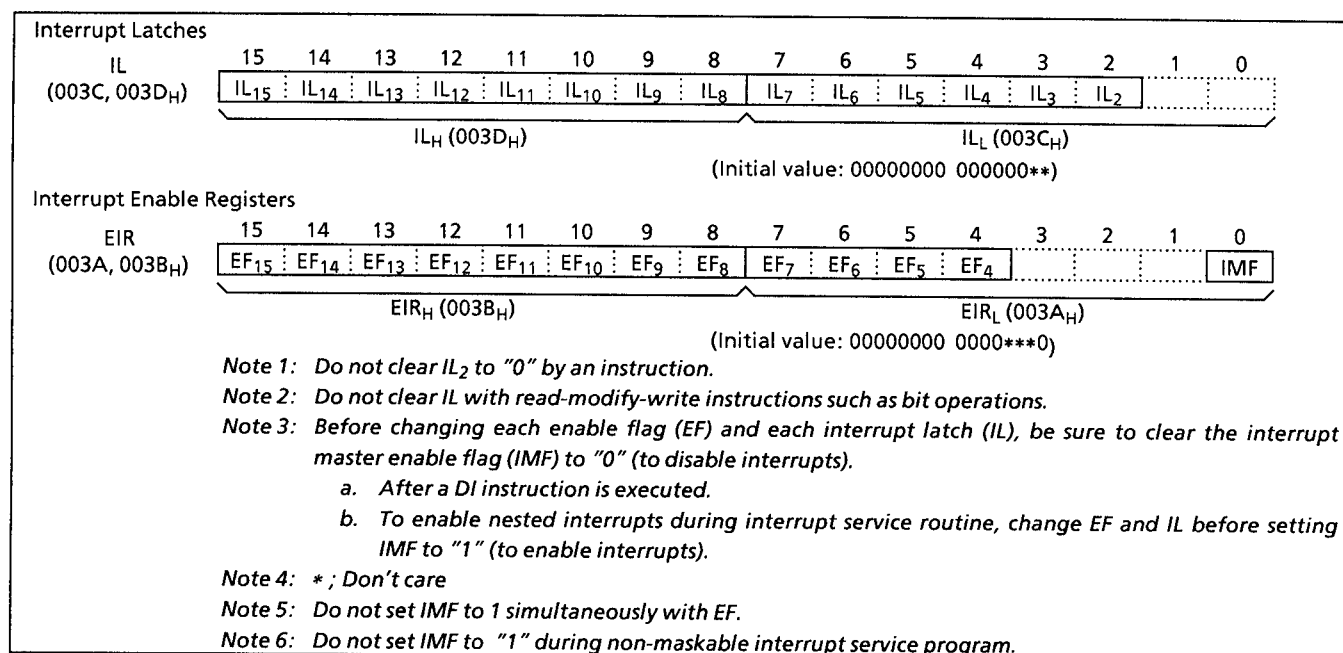 Interrupt Latches
15 14 13 12 11 10 9 8 7 6 5 4 3 2 1 0
IL
(003C, 003DH)
IL15 IL14 IL13 IL12 IL11 IL10 IL9 IL8 IL7 IL6 IL5 IL4 IL3 IL2
ILH (003DH) ILL (003CH)
(Initial value: 00000000 000000**)
Interrupt Enable Registers
15 14 13 12 11 10 9 8 7 6 5 4 3 2 1 0
EIR
(003A, 003BH)
EF15 EF14 EF13 EF12 EF11 EF10 EF9 EF8 EF7 EF6 EF5 EF4 IMF
EIRH (003BH) EIRL (003AH)
(Initial value: 00000000 0000***0)
Note 1: Do not clear IL2 to "0" by an instruction.
Note 2: Do not clear IL with read-modify-write instructions such as bit operations.
Note 3: Before changing each enable flag (EF) and each interrupt latch (IL), be sure to clear the interrupt
master enable flag (IMF) to "0" (to disable interrupts).
a. After a DI instruction is executed.
b. To enable nested interrupts during interrupt service routine, change EF and IL before setting
IMF to "1" (to enable interrupts).
Note 4: * ; Don't care
Note 5: Do not set IMF to 1 simultaneously with EF.
Note 6: Do not set IMF to "1" during non-maskable interrupt service program.